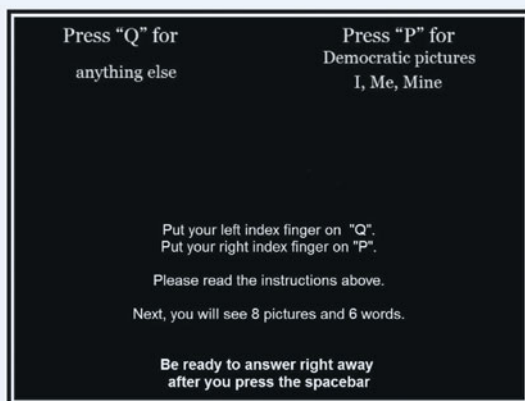 Press “Q” for
anything else
Press “P” for
Democratic pictures
I, Me, Mine
Put your left index finger on "Q".
Put your right index finger on "P".
Please read the instructions above.
Next, you will see 8 pictures and 6 words.
Be ready to answer right away
after you press the spacebar